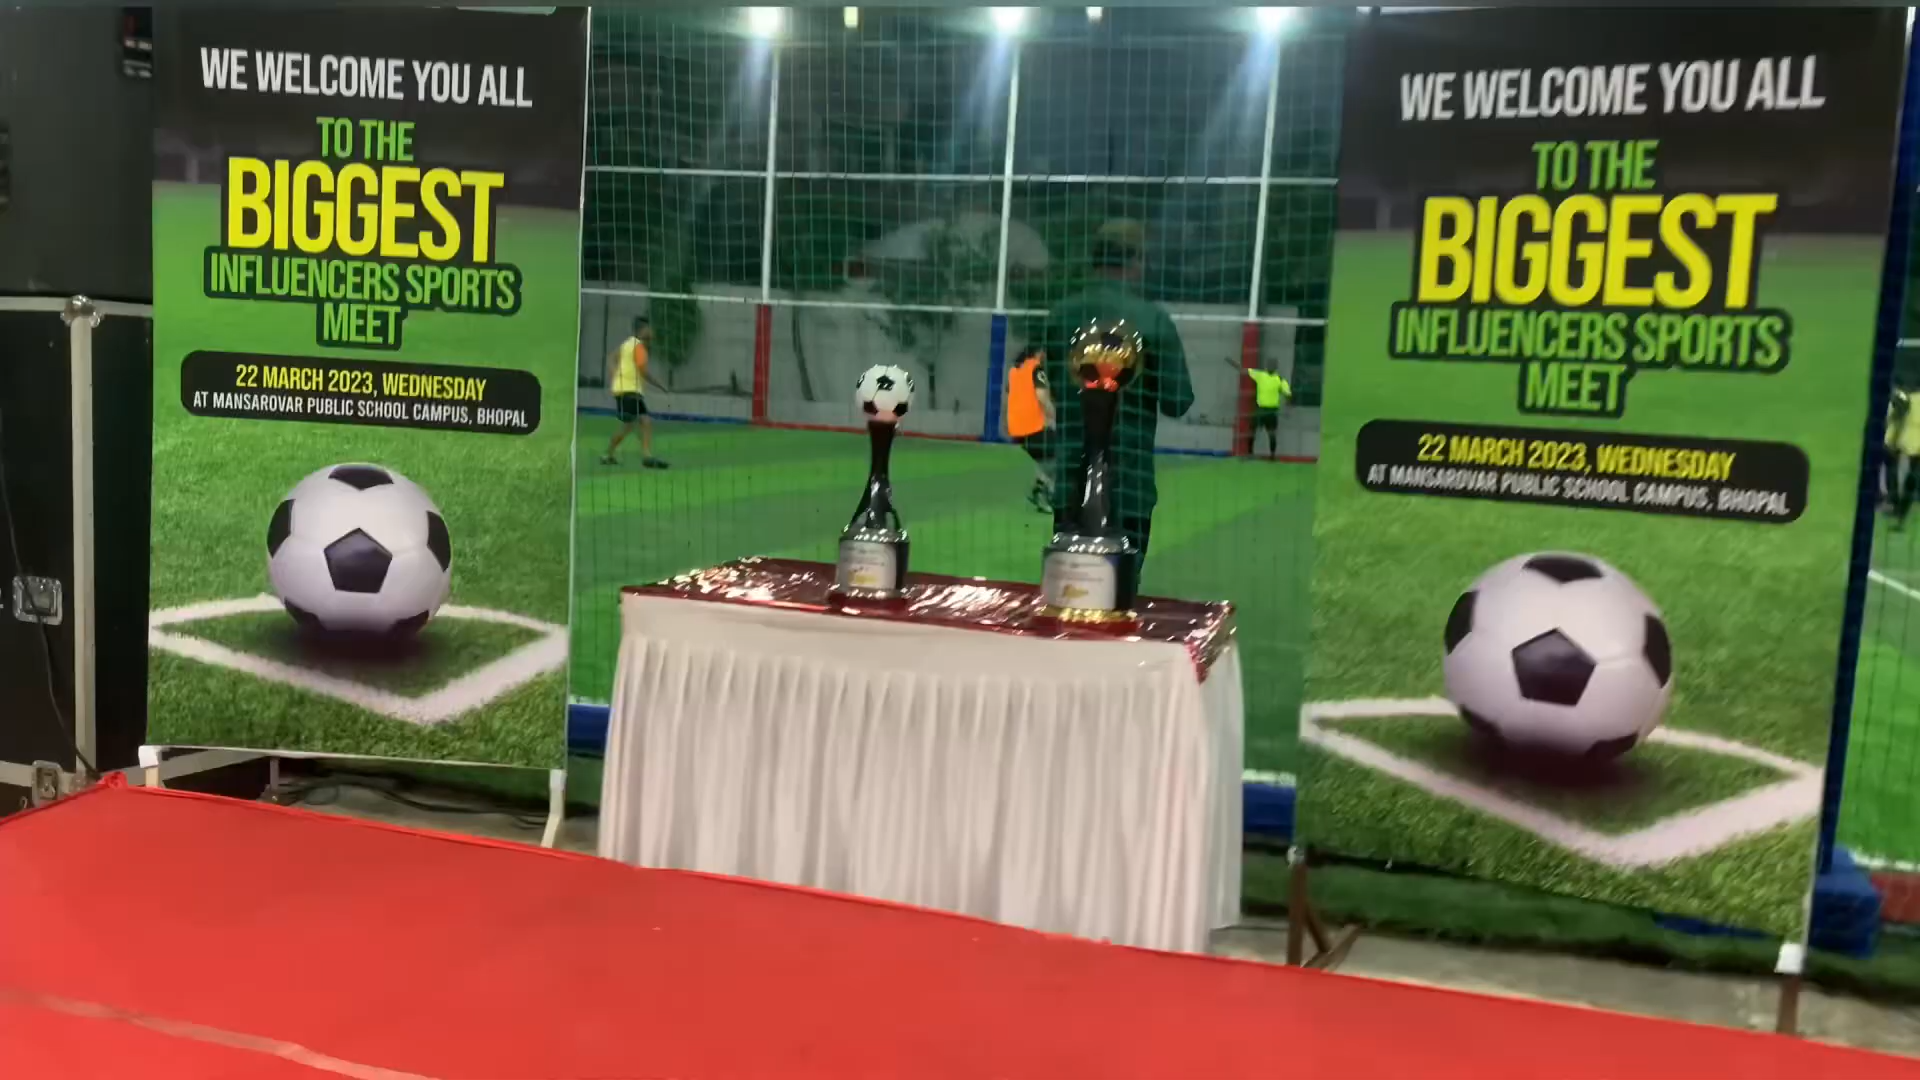 WE WELCOME YOU ALL
TO THE
BIGGEST
INFLUENCERS SPORTS
MEET
22 MARCH 2023, WEDNESDAY
AT MANSAROVAR PUBLIC SCHOOL CAMPUS, BHOPAL
WE WELCOME YOU ALL
TO THE
BIGGEST
INFLUENCERS SPORTS
MEET
22 MARCH 2023, WEDNESDAY
AT MANSAROVAR PUBLIC SCHOOL CAMPUS, BHOPAL